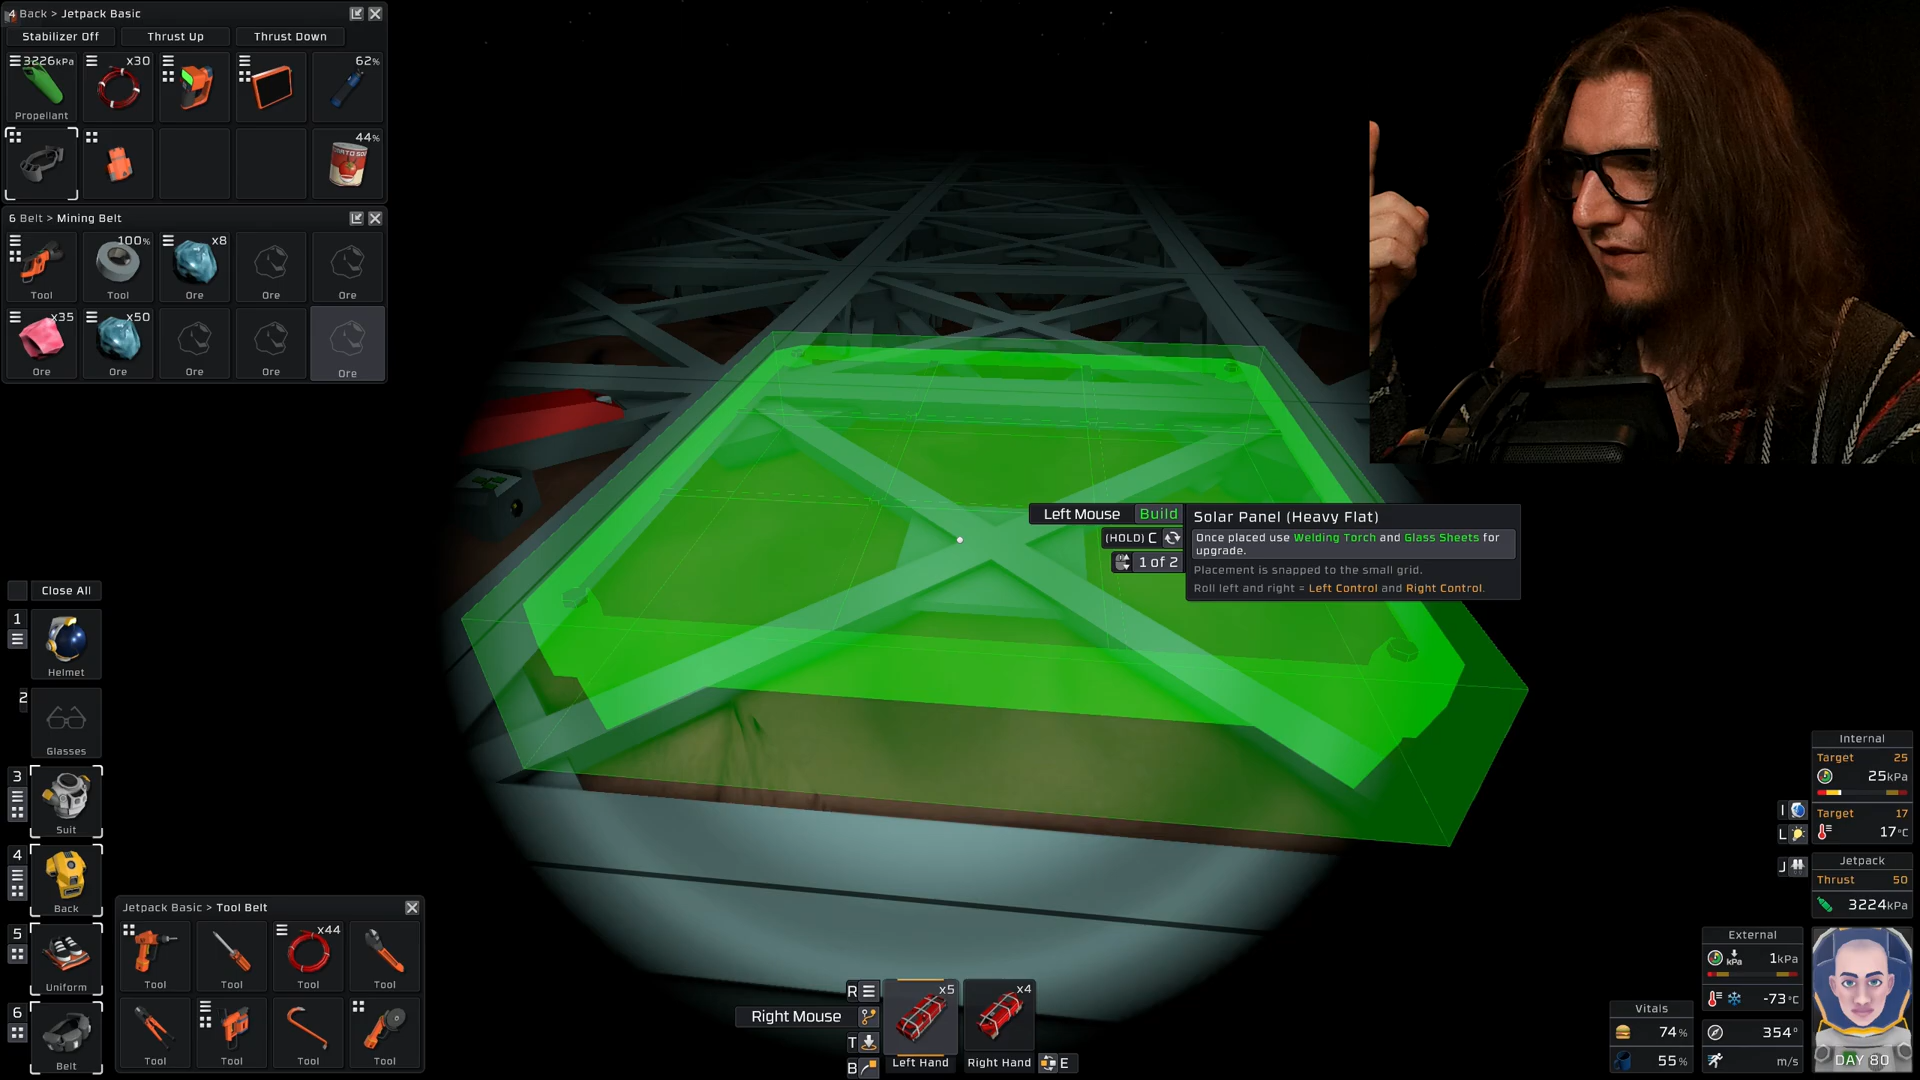 4 Back > Jetpack Basic
Stabilizer Off
Thrust Up
Thrust Down
3226kPa
x30
62%
Propellant
44%
6 Belt > Mining Belt
100%
x8
Tool
Tool
Ore
Ore
Ore
x35
x50
Ore
Ore
Ore
Ore
Ore
Left Mouse
Build
(HOLD) C
1 of 2
Solar Panel (Heavy Flat)
Once placed use Welding Torch and Glass Sheets for
upgrade.
Placement is snapped to the small grid.
Roll left and right = Left Control and Right Control.
Close All
1
Helmet
2
Glasses
3
Suit
4
Back
5
Uniform
6
Belt
Jetpack Basic > Tool Belt
x44
Tool
Tool
Tool
Tool
Tool
Tool
Tool
Tool
Right Mouse
R
T
B
x5
x4
Left Hand
Right Hand
E
Internal
Target 25
25kPa
Target 17
17°C
I
L
J
Jetpack
Thrust 50
3224kPa
External
kPa
1kPa
-73°C
354°
m/s
Vitals
74%
55%
DAY 80